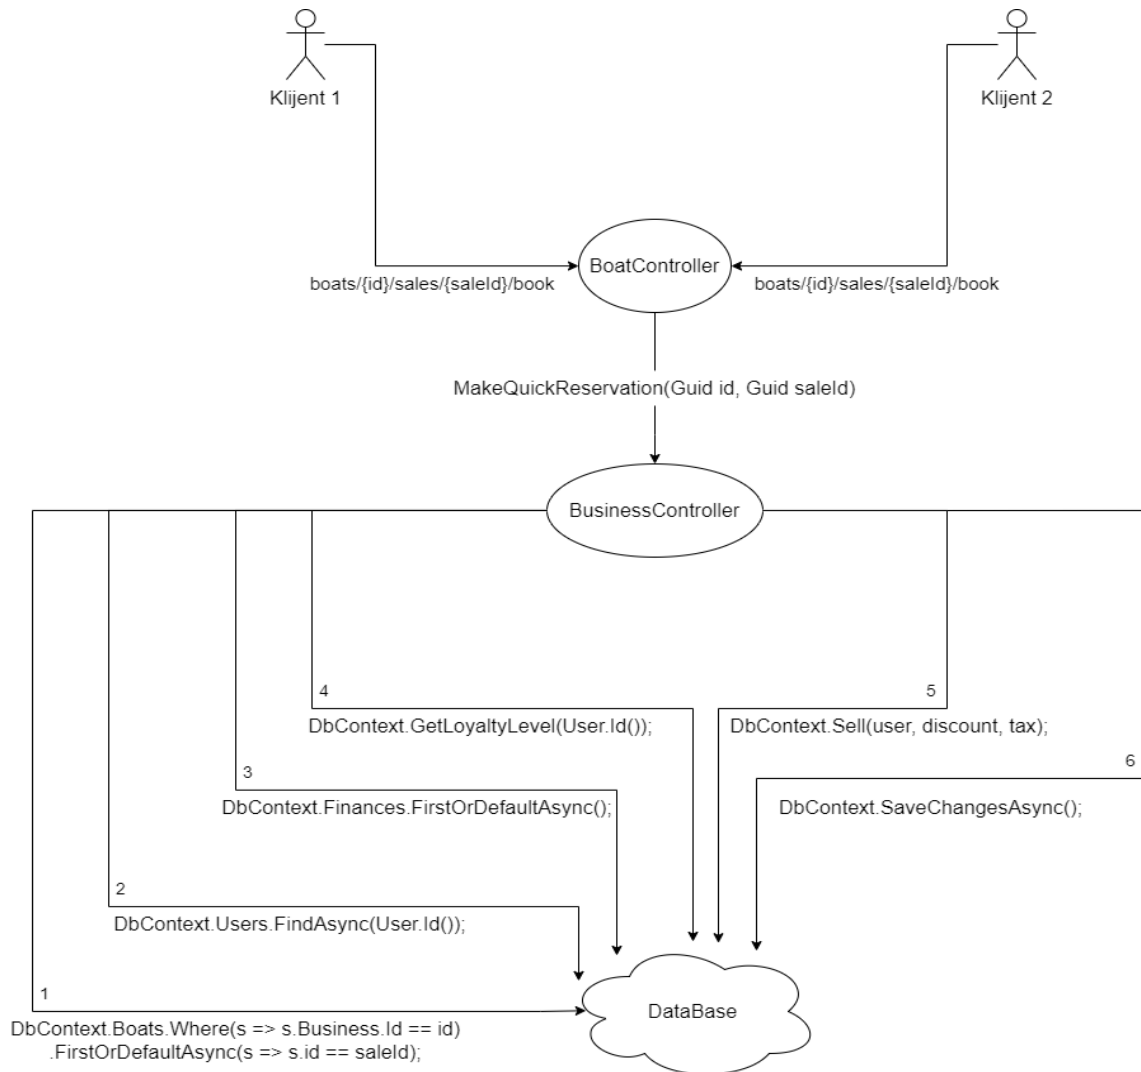 Klijent 1
Klijent 2
BoatController
boats/{id}/sales/{saleId}/book
boats/{id}/sales/{saleId}/book
MakeQuickReservation(Guid id, Guid saleId)
BusinessController
4
DbContext.GetLoyaltyLevel(User.Id());
5
DbContext.Sell(user, discount, tax);
3
DbContext.Finances.FirstOrDefaultAsync();
6
DbContext.SaveChangesAsync();
2
DbContext.Users.FindAsync(User.Id());
1
DbContext.Boats.Where(s => s.Business.Id == id)
.FirstOrDefaultAsync(s => s.id == saleId);
DataBase